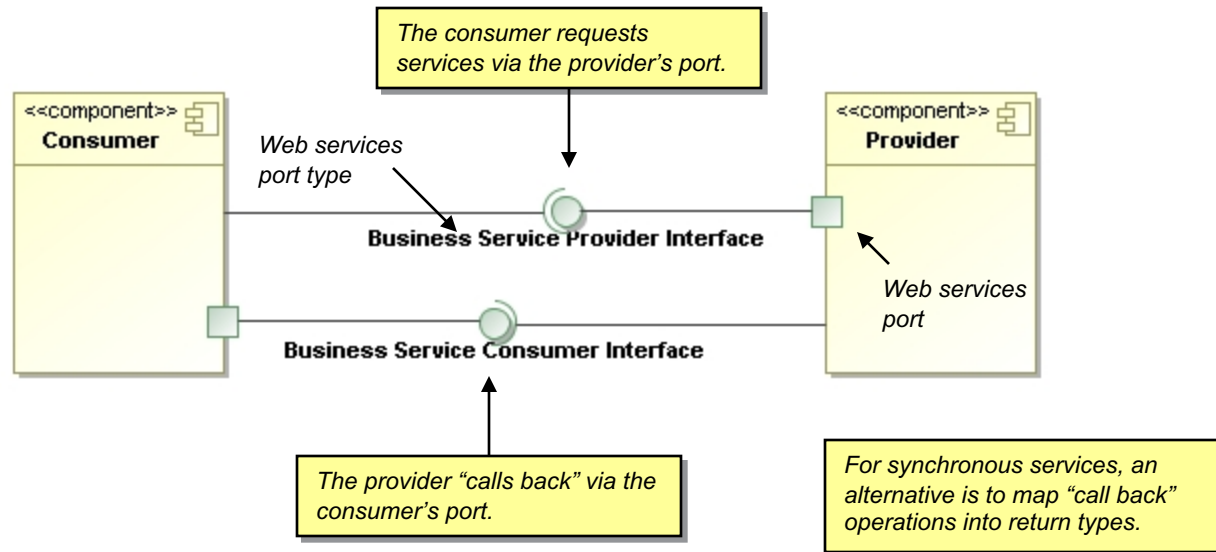 The consumer requests
services via the provider’s port.
<<component>>
Consumer
<<component>>
Provider
Web services
port type
Business Service Provider Interface
Web services
port
Business Service Consumer Interface
The provider “calls back” via the
consumer’s port.
For synchronous services, an
alternative is to map “call back”
operations into return types.